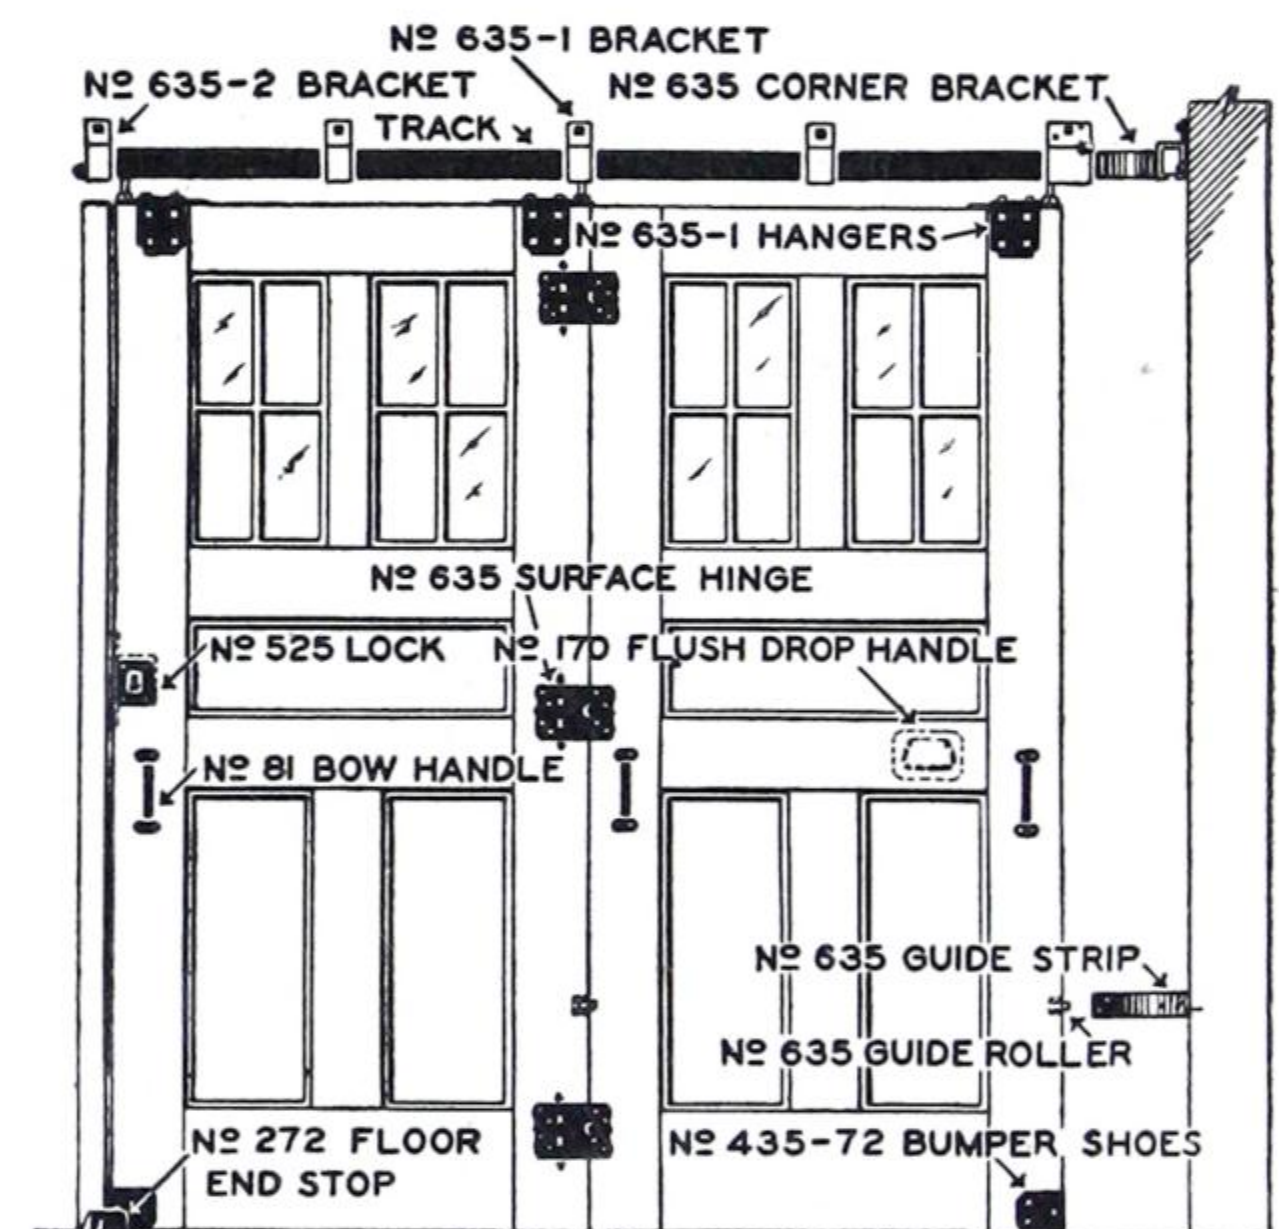 Nº 635-1 BRACKET
Nº 635-2 BRACKET
Nº 635 CORNER BRACKET
TRACK
Nº 635-1 HANGERS
Nº 635 SURFACE HINGE
Nº 525 LOCK
Nº 170 FLUSH DROP HANDLE
Nº 81 BOW HANDLE
Nº 635 GUIDE STRIP
Nº 635 GUIDE ROLLER
Nº 272 FLOOR
END STOP
Nº 435-72 BUMPER SHOES